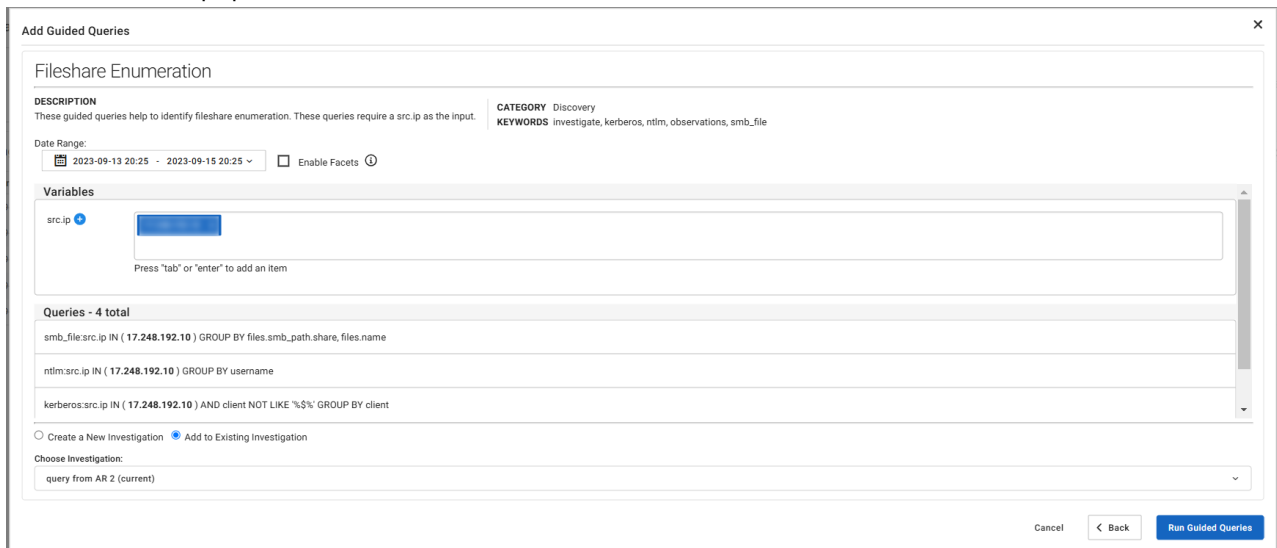 Add Guided Queries
Fileshare Enumeration
DESCRIPTION
These guided queries help to identify fileshare enumeration. These queries require a src.ip as the input.
CATEGORY Discovery
KEYWORDS investigate, kerberos, ntlm, observations, smb_file
Date Range:
2023-09-13 20:25 - 2023-09-15 20:25
Enable Facets
Variables
src.ip
Press "tab" or "enter" to add an item
Queries - 4 total
smb_file:src.ip IN ( 17.248.192.10 ) GROUP BY files.smb_path.share, files.name
ntlm:src.ip IN ( 17.248.192.10 ) GROUP BY username
kerberos:src.ip IN ( 17.248.192.10 ) AND client NOT LIKE '%$%' GROUP BY client
Create a New Investigation Add to Existing Investigation
Choose Investigation:
query from AR 2 (current)
Cancel Back Run Guided Queries